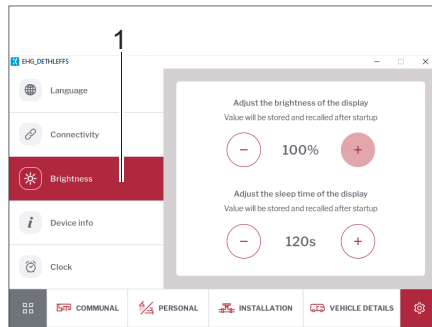 1
EHG_DETHLEFFS
Language
Connectivity
Brightness
Device info
Clock
Adjust the brightness of the display
Value will be stored and recalled after startup
− 100% +
Adjust the sleep time of the display
Value will be stored and recalled after startup
− 120s +
COMMUNAL PERSONAL INSTALLATION VEHICLE DETAILS